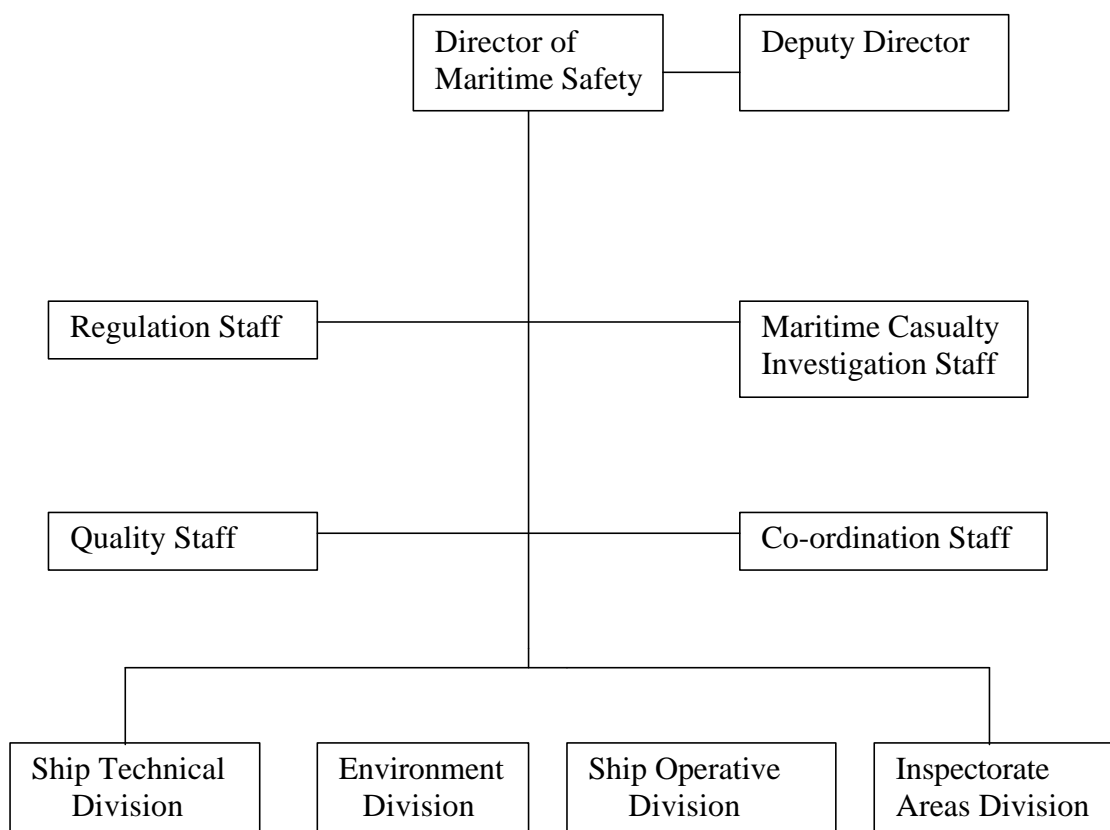 Director of
Maritime Safety
Deputy Director
Regulation Staff
Maritime Casualty
Investigation Staff
Quality Staff
Co-ordination Staff
Ship Technical
Division
Environment
Division
Ship Operative
Division
Inspectorate
Areas Division